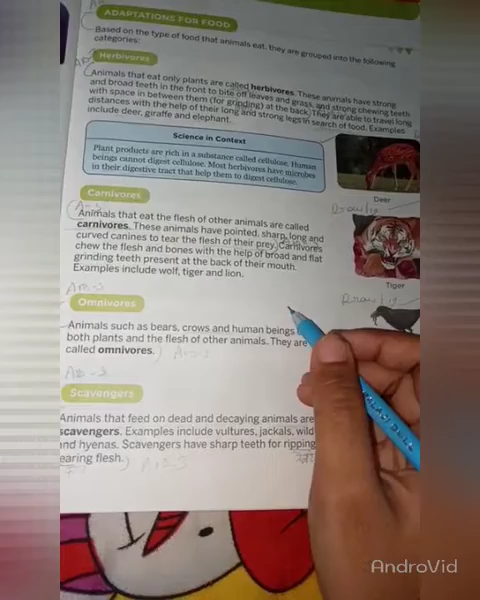 ADAPTATIONS FOR FOOD
Based on the type of food that animals eat, they are grouped into the following
categories:
Herbivores
Animals that eat only plants are called herbivores. These animals have strong
and broad teeth in the front to bite off leaves and grass, and strong chewing teeth
with space in between them (for grinding) at the back. They are able to travel long
distances with the help of their long and strong legs in search of food. Examples
include deer, giraffe and elephant.
Science in Context
Plant products are rich in a substance called cellulose. Human
beings cannot digest cellulose. Most herbivores have microbes
in their digestive tract that help them to digest cellulose.
Deer
Draw
Carnivores
Animals that eat the flesh of other animals are called
carnivores. These animals have pointed, sharp, long and
curved canines to tear the flesh of their prey. Carnivores
chew the flesh and bones with the help of broad and flat
grinding teeth present at the back of their mouth.
Examples include wolf, tiger and lion.
Tiger
Draw
Omnivores
Animals such as bears, crows and human beings
both plants and the flesh of other animals. They are
called omnivores.
Scavengers
Animals that feed on dead and decaying animals are
scavengers. Examples include vultures, jackals, wild
and hyenas. Scavengers have sharp teeth for ripping
earing flesh.
AndroVid